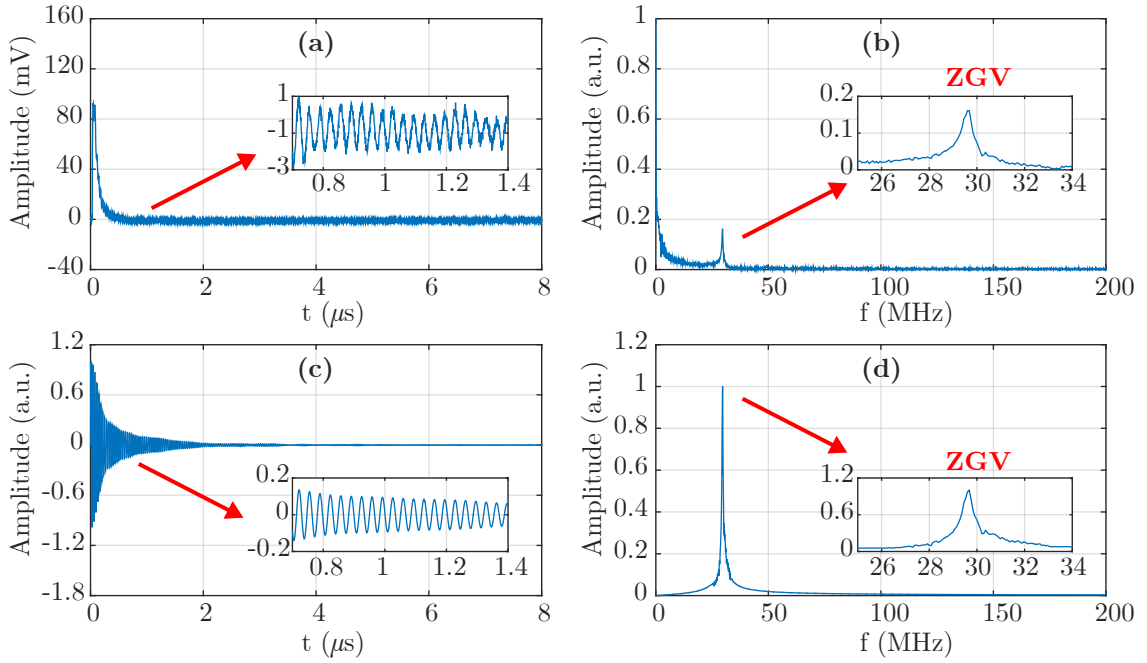 (a)
Amplitude (mV)
160
120
80
40
0
-40
0 2 4 6 8
t (μs)
1
-1
-3
0.8 1 1.2 1.4
(b)
ZGV
Amplitude (a.u.)
1
0.8
0.6
0.4
0.2
0
0 50 100 150 200
f (MHz)
0.2
0.1
0
26 28 30 32 34
(c)
Amplitude (a.u.)
1.2
0.6
0
-0.6
-1.2
-1.8
0 2 4 6 8
t (μs)
0.2
0
-0.2
0.8 1 1.2 1.4
(d)
ZGV
Amplitude (a.u.)
1.2
1
0.8
0.6
0.4
0.2
0
0 50 100 150 200
f (MHz)
1.2
0.6
0
26 28 30 32 34